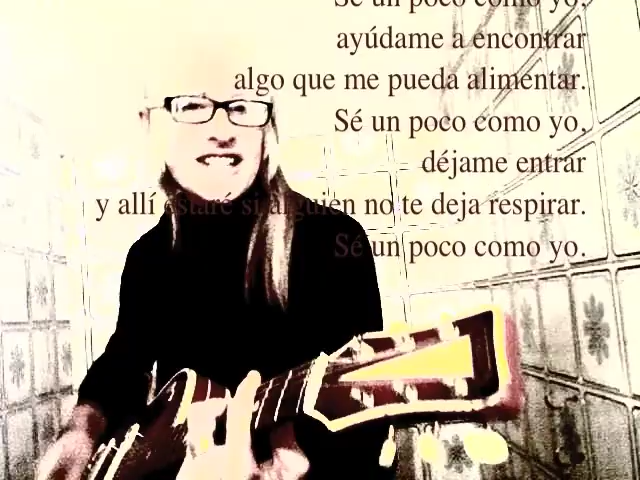 Sé un poco como yo,
ayúdame a encontrar
algo que me pueda alimentar.
Sé un poco como yo,
déjame entrar
y allí estaré si alguien no te deja respirar.
Sé un poco como yo.